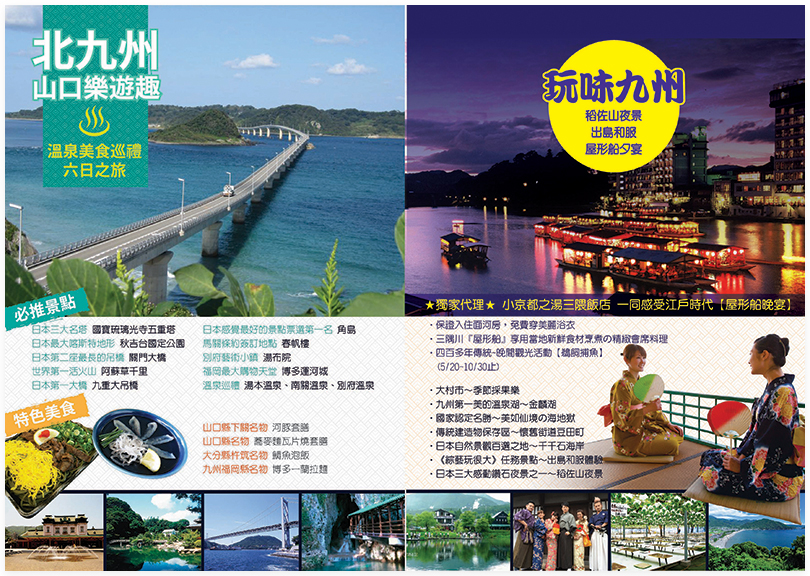 北九州
山口樂遊趣
溫泉美食巡禮
六日之旅
必推景點
日本三大名塔 國寶琉璃光寺五重塔
日本最大喀斯特地形 秋吉台國定公園
日本第二座最長的吊橋 關門大橋
世界第一活火山 阿蘇草千里
日本第一大橋 九重大吊橋
日本感覺最好的景點票選第一名 角島
馬關條約簽訂地點 春帆樓
別府藝術小鎮 湯布院
福岡最大購物天堂 博多運河城
溫泉巡禮 湯本溫泉、南關溫泉、別府溫泉
特色美食
山口縣下關名物 河豚套膳
山口縣名物 蕎麥麵瓦片燒套膳
大分縣杵筑名物 鯛魚泡飯
九州福岡縣名物 博多一蘭拉麵
玩味九州
稻佐山夜景
出島和服
屋形船夕宴
★獨家代理★ 小京都之湯三隈飯店 一同感受江戶時代【屋形船晚宴】
・保證入住面河房，免費穿美麗浴衣
・三隈川『屋形船』享用當地新鮮食材烹煮の精緻會席料理
・四百多年傳統~晚間觀光活動【鵜飼捕魚】
(5/20~10/30止)
・大村市～季節採果樂
・九州第一美的溫泉湖～金麟湖
・國家認定名勝～美如仙境の海地獄
・傳統建造物保存區～懷舊街道豆田町
・日本自然景觀百選之地～千千石海岸
・《綜藝玩很大》任務景點～出島和服體驗
・日本三大感動鑽石夜景之一～稻佐山夜景